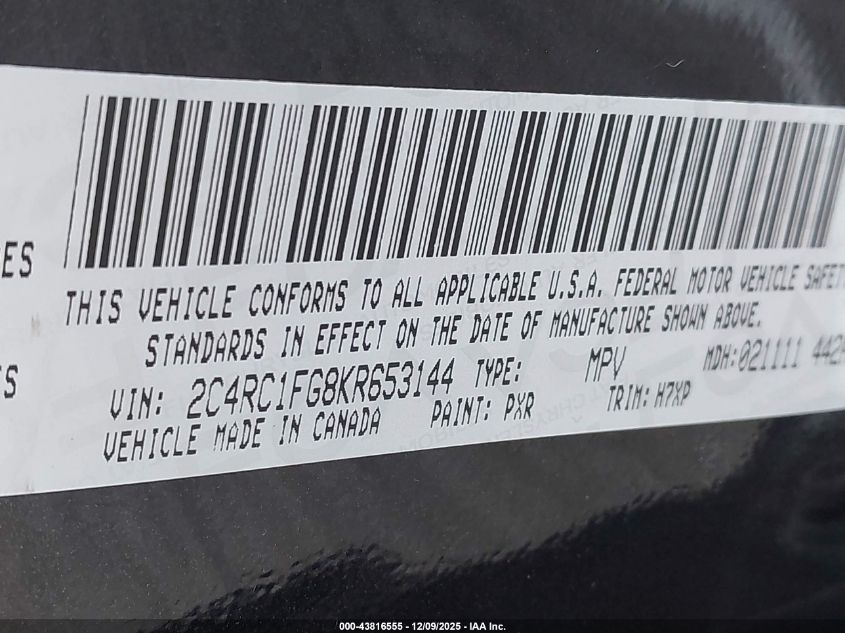 ES
THIS VEHICLE CONFORMS TO ALL APPLICABLE U.S.A. FEDERAL MOTOR VEHICLE SAFET
STANDARDS IN EFFECT ON THE DATE OF MANUFACTURE SHOWN ABOVE.
VIN: 2C4RC1FG8KR653144 TYPE: MPV MDH:021111 442
VEHICLE MADE IN CANADA PAINT: PXR TRIM: H7XP
000-43816555 - 12/09/2025 - IAA Inc.